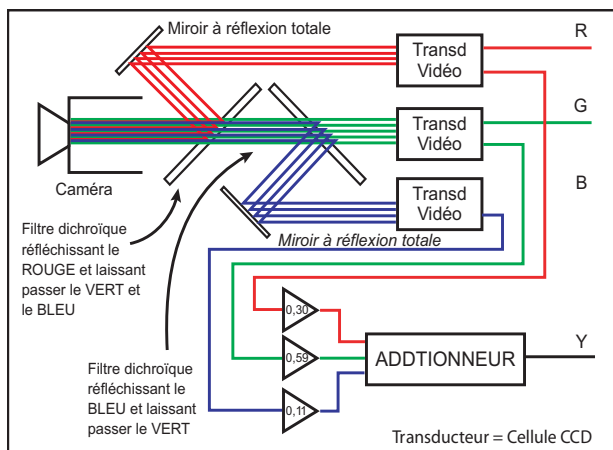 Miroir à réflexion totale
R
Transd
Vidéo
G
Transd
Vidéo
Caméra
B
Transd
Vidéo
Filtre dichroïque
réfléchissant le
ROUGE et laissant
passer le VERT et
le BLEU
Miroir à réflexion totale
0,30
Y
0,59
ADDTIONNEUR
Filtre dichroïque
réfléchissant le
BLEU et laissant
passer le VERT
0,11
Transducteur = Cellule CCD